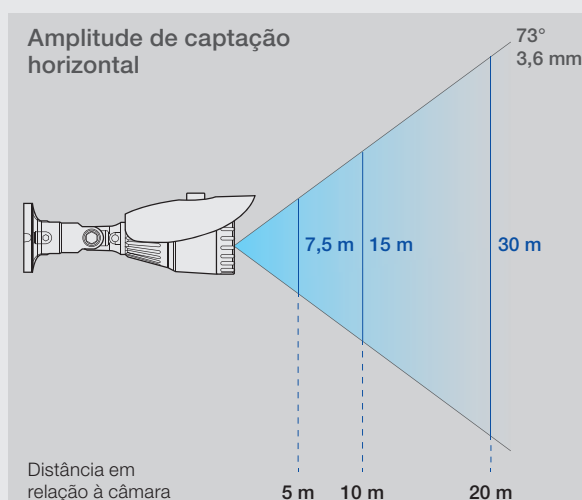 Amplitude de captação
horizontal
73°
3,6 mm
7,5 m
15 m
30 m
Distância em
relação à câmara
5 m
10 m
20 m